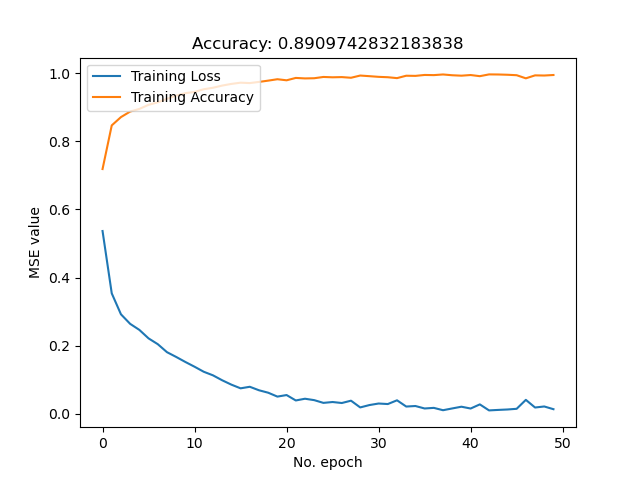 Accuracy: 0.8909742832183838
Training Loss
Training Accuracy
MSE value
1.0
0.8
0.6
0.4
0.2
0.0
0 10 20 30 40 50
No. epoch